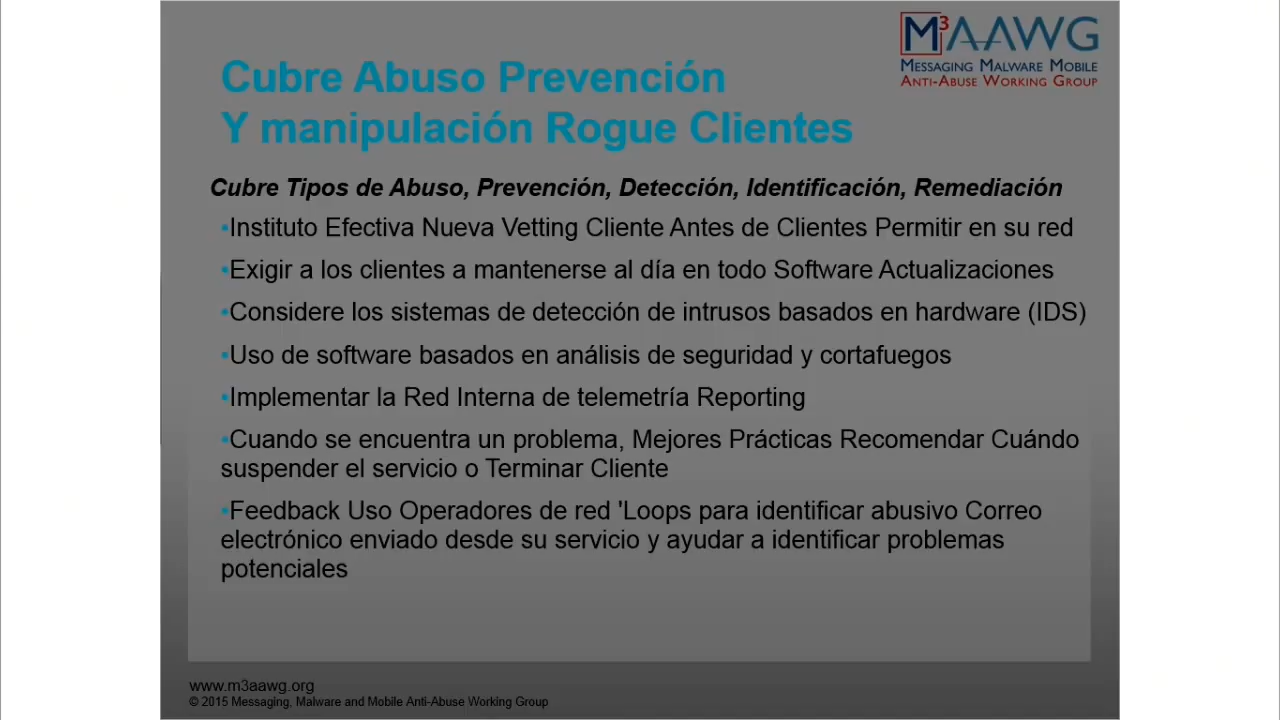 M³AAWG
MESSAGING MALWARE MOBILE
ANTI-ABUSE WORKING GROUP
Cubre Abuso Prevención
Y manipulación Rogue Clientes
Cubre Tipos de Abuso, Prevención, Detección, Identificación, Remediación
•Instituto Efectiva Nueva Vetting Cliente Antes de Clientes Permitir en su red
•Exigir a los clientes a mantenerse al día en todo Software Actualizaciones
•Considere los sistemas de detección de intrusos basados en hardware (IDS)
•Uso de software basados en análisis de seguridad y cortafuegos
•Implementar la Red Interna de telemetría Reporting
•Cuando se encuentra un problema, Mejores Prácticas Recomendar Cuándo
suspender el servicio o Terminar Cliente
•Feedback Uso Operadores de red 'Loops para identificar abusivo Correo
electrónico enviado desde su servicio y ayudar a identificar problemas
potenciales
www.m3aawg.org
© 2015 Messaging, Malware and Mobile Anti-Abuse Working Group